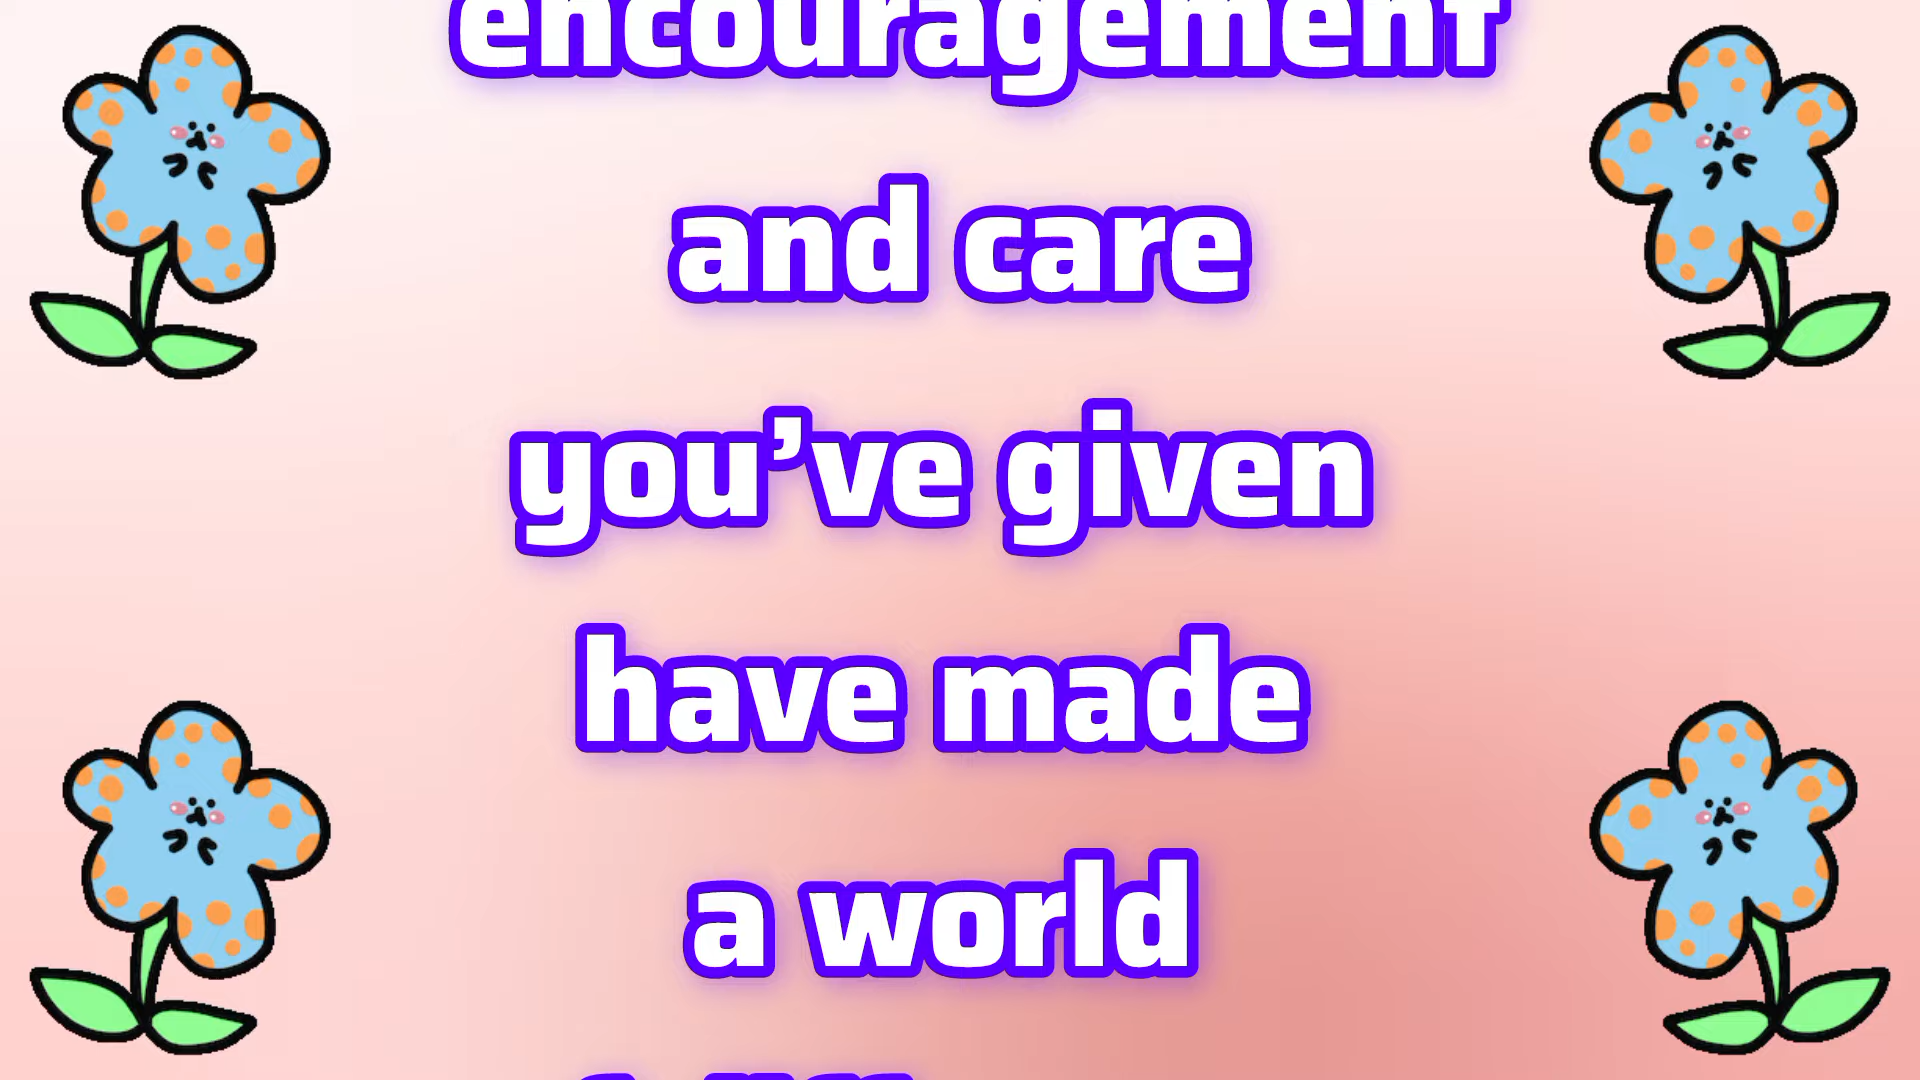 encouragement
and care
you’ve given
have made
a world